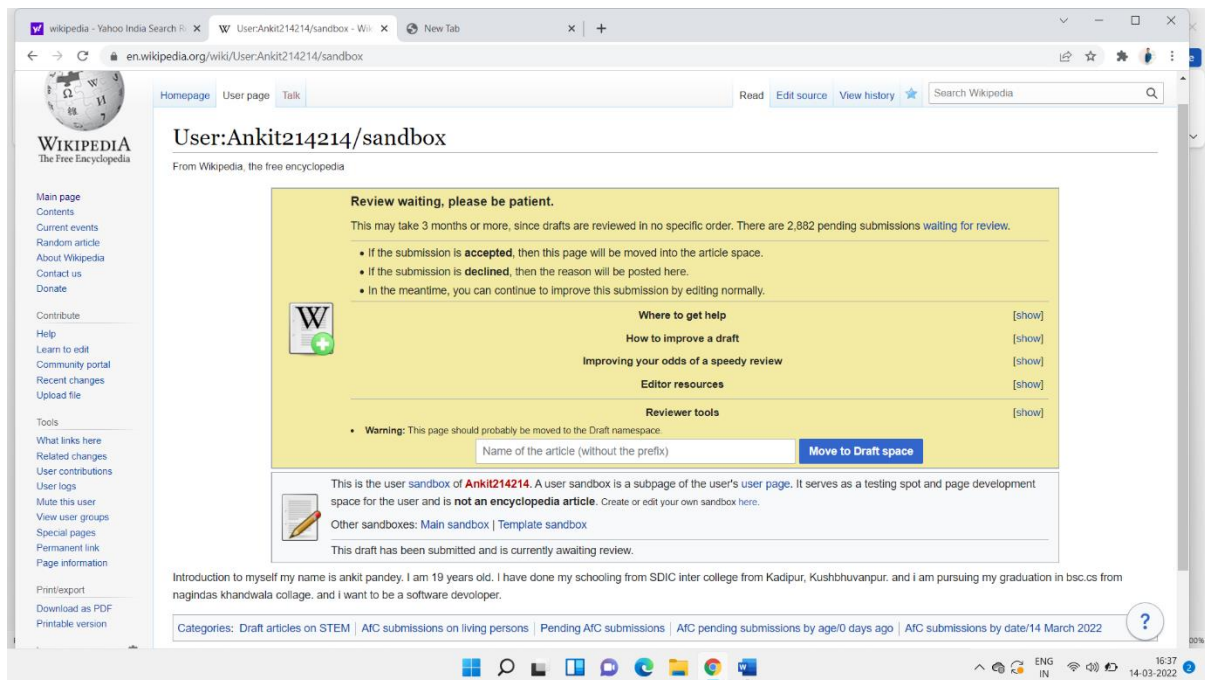 wikipedia - Yahoo India Search R
User:Ankit214214/sandbox - Wik
New Tab
en.wikipedia.org/wiki/User:Ankit214214/sandbox
WIKIPEDIA
The Free Encyclopedia
Main page
Contents
Current events
Random article
About Wikipedia
Contact us
Donate
Contribute
Help
Learn to edit
Community portal
Recent changes
Upload file
Tools
What links here
Related changes
User contributions
User logs
Mute this user
View user groups
Special pages
Permanent link
Page information
Print/export
Download as PDF
Printable version
Homepage User page Talk
Read Edit source View history Search Wikipedia
User:Ankit214214/sandbox
From Wikipedia, the free encyclopedia
Review waiting, please be patient.
This may take 3 months or more, since drafts are reviewed in no specific order. There are 2,882 pending submissions waiting for review.
• If the submission is accepted, then this page will be moved into the article space.
• If the submission is declined, then the reason will be posted here.
• In the meantime, you can continue to improve this submission by editing normally.
Where to get help [show]
How to improve a draft [show]
Improving your odds of a speedy review [show]
Editor resources [show]
Reviewer tools [show]
• Warning: This page should probably be moved to the Draft namespace.
Name of the article (without the prefix) Move to Draft space
This is the user sandbox of Ankit214214. A user sandbox is a subpage of the user's user page. It serves as a testing spot and page development
space for the user and is not an encyclopedia article. Create or edit your own sandbox here.
Other sandboxes: Main sandbox | Template sandbox
This draft has been submitted and is currently awaiting review.
Introduction to myself my name is ankit pandey. I am 19 years old. I have done my schooling from SDIC inter college from Kadipur, Kushbhuvanpur. and i am pursuing my graduation in bsc.cs from
nagindas khandwala collage. and i want to be a software devoloper.
Categories: Draft articles on STEM | AfC submissions on living persons | Pending AfC submissions | AfC pending submissions by age/0 days ago | AfC submissions by date/14 March 2022
?
ENG
IN
16:37
14-03-2022
2